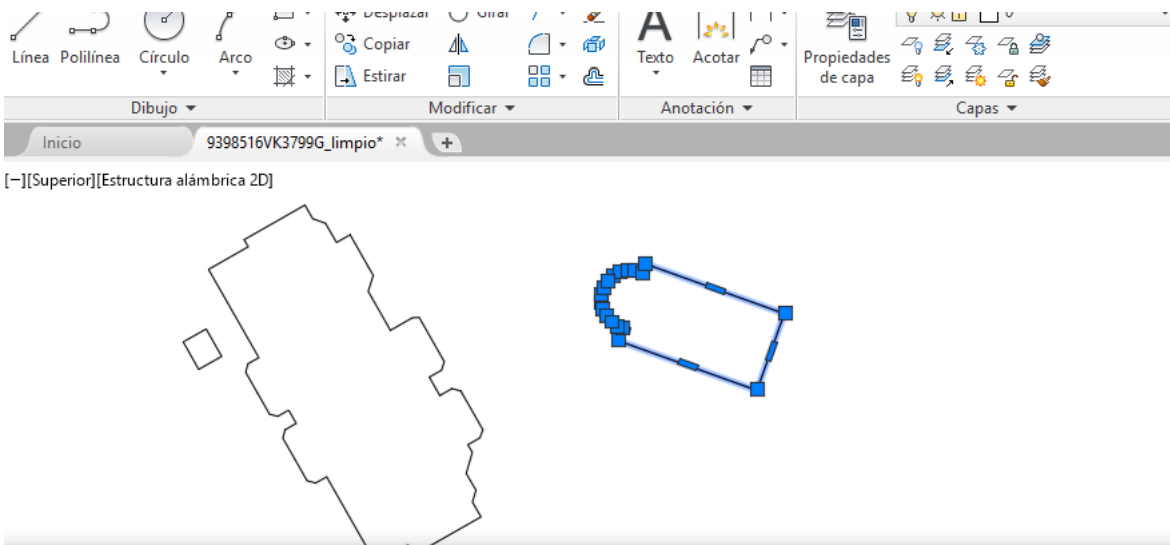 Desplazar Girar
Línea Polilínea Círculo Arco Copiar Texto Acotar Propiedades de capa
Estirar
Dibujo Modificar Anotación Capas
Inicio 9398516VK3799G_limpio*
[−][Superior][Estructura alámbrica 2D]